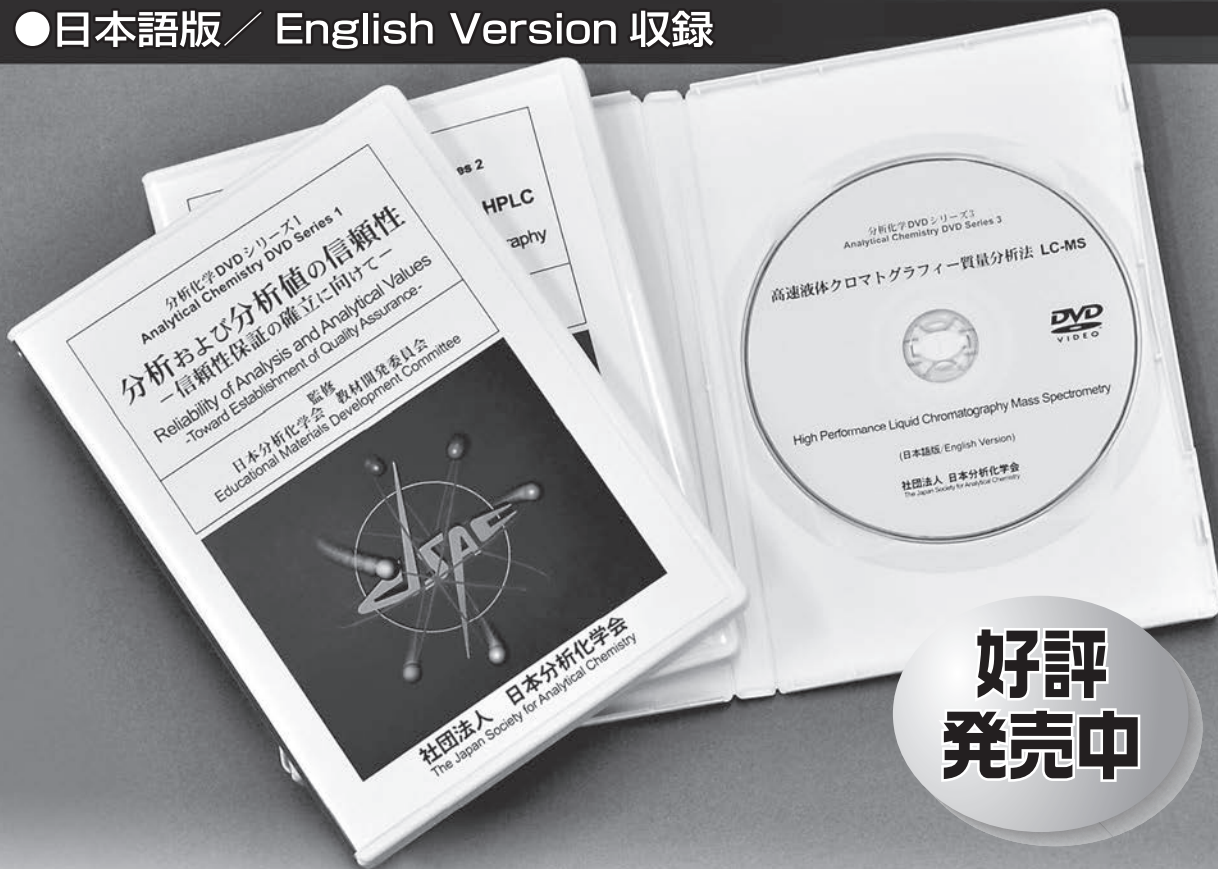 ●日本語版／ English Version 収録
分析化学DVDシリーズ1
Analytical Chemistry DVD Series 1
分析および分析値の信頼性
－信頼性保証の確立に向けて－
Reliability of Analysis and Analytical Values
-Toward Establishment of Quality Assurance-
監修
日本分析化学会 教材開発委員会
Educational Materials Development Committee
JSAC
社団法人 日本分析化学会
The Japan Society for Analytical Chemistry
2
HPLC
分析化学DVDシリーズ3
Analytical Chemistry DVD Series 3
高速液体クロマトグラフィー質量分析法 LC-MS
DVD
VIDEO
High Performance Liquid Chromatography Mass Spectrometry
(日本語版/English Version)
社団法人 日本分析化学会
The Japan Society for Analytical Chemistry
好評
発売中